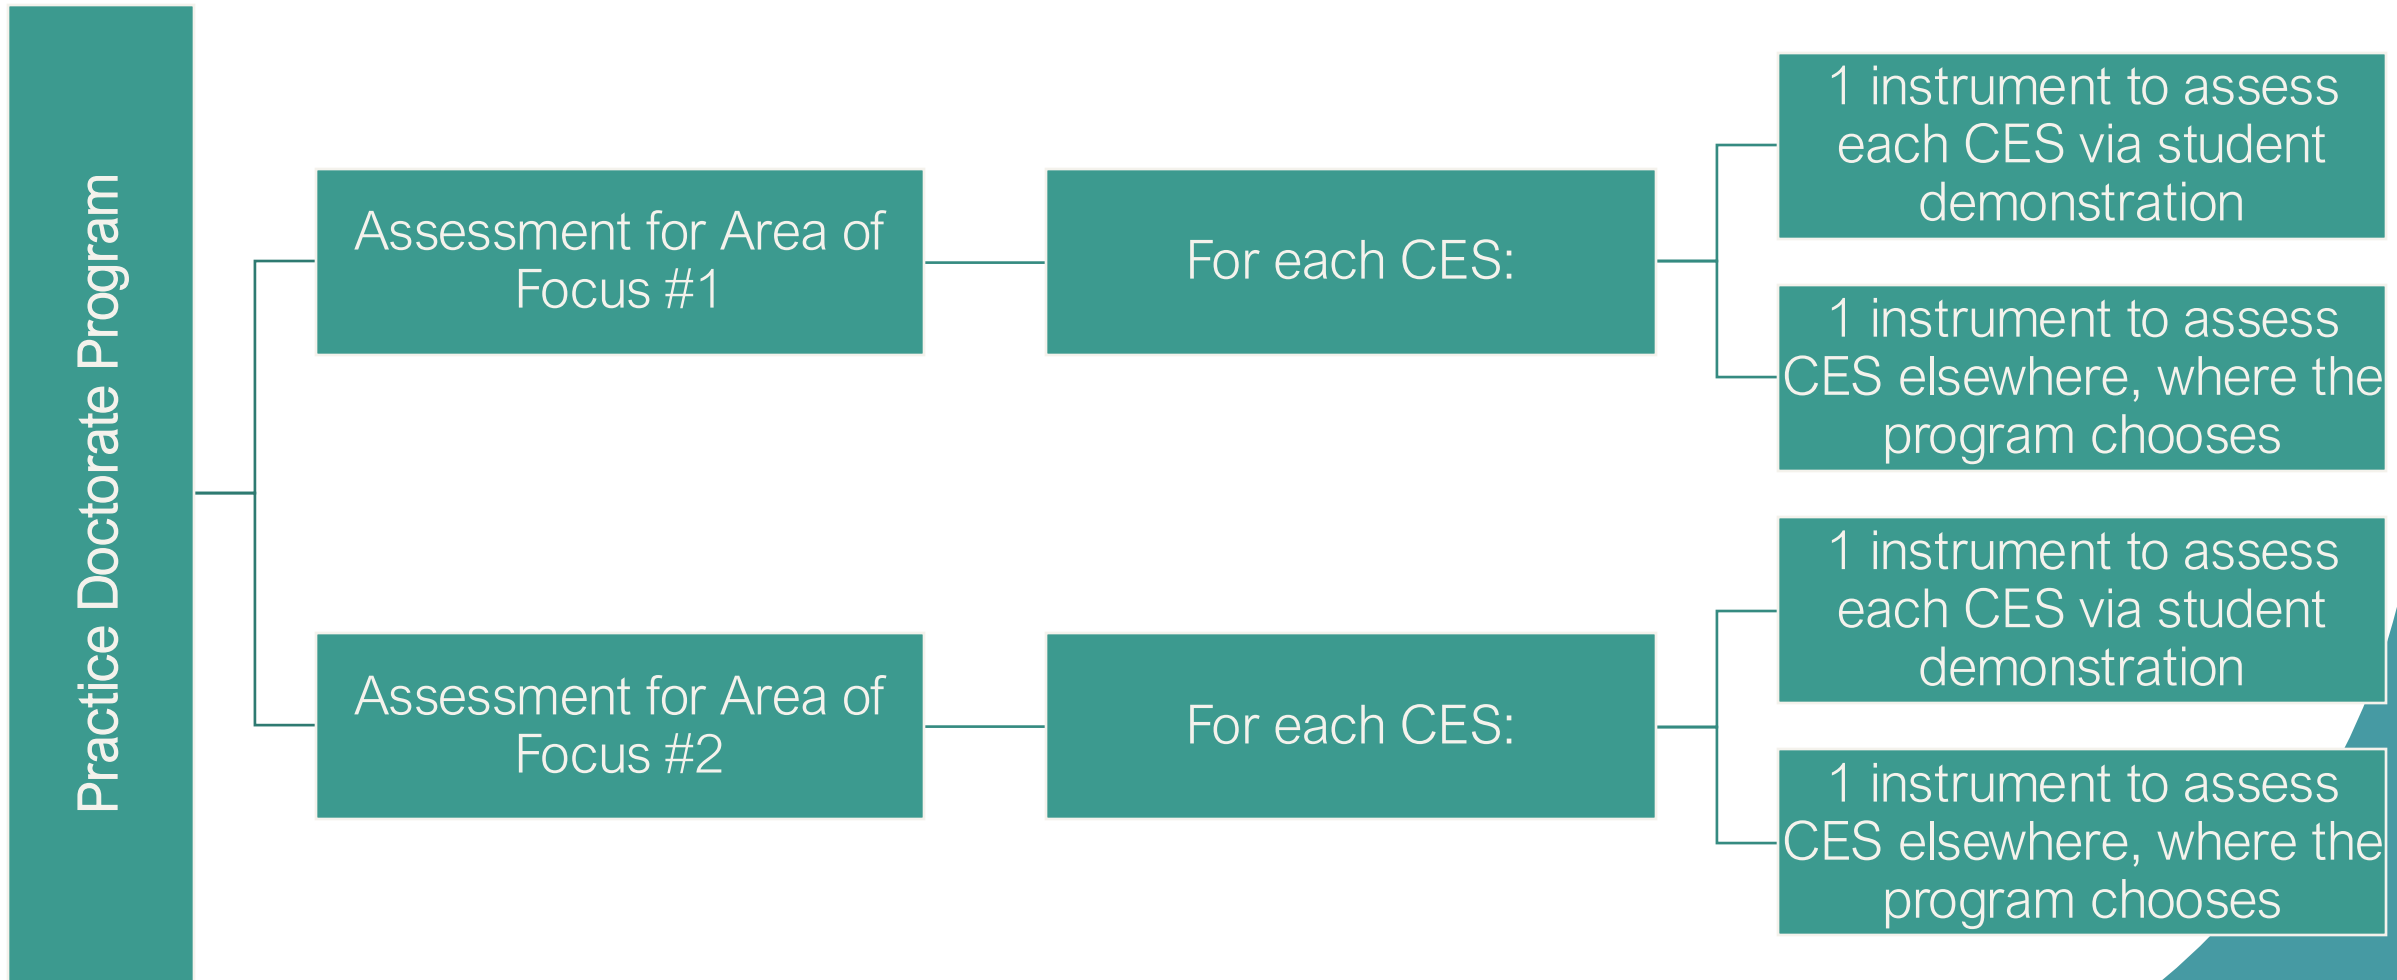 Practice Doctorate Program
Assessment for Area of
Focus #1
For each CES:
1 instrument to assess
each CES via student
demonstration
1 instrument to assess
CES elsewhere, where the
program chooses
Assessment for Area of
Focus #2
For each CES:
1 instrument to assess
each CES via student
demonstration
1 instrument to assess
CES elsewhere, where the
program chooses